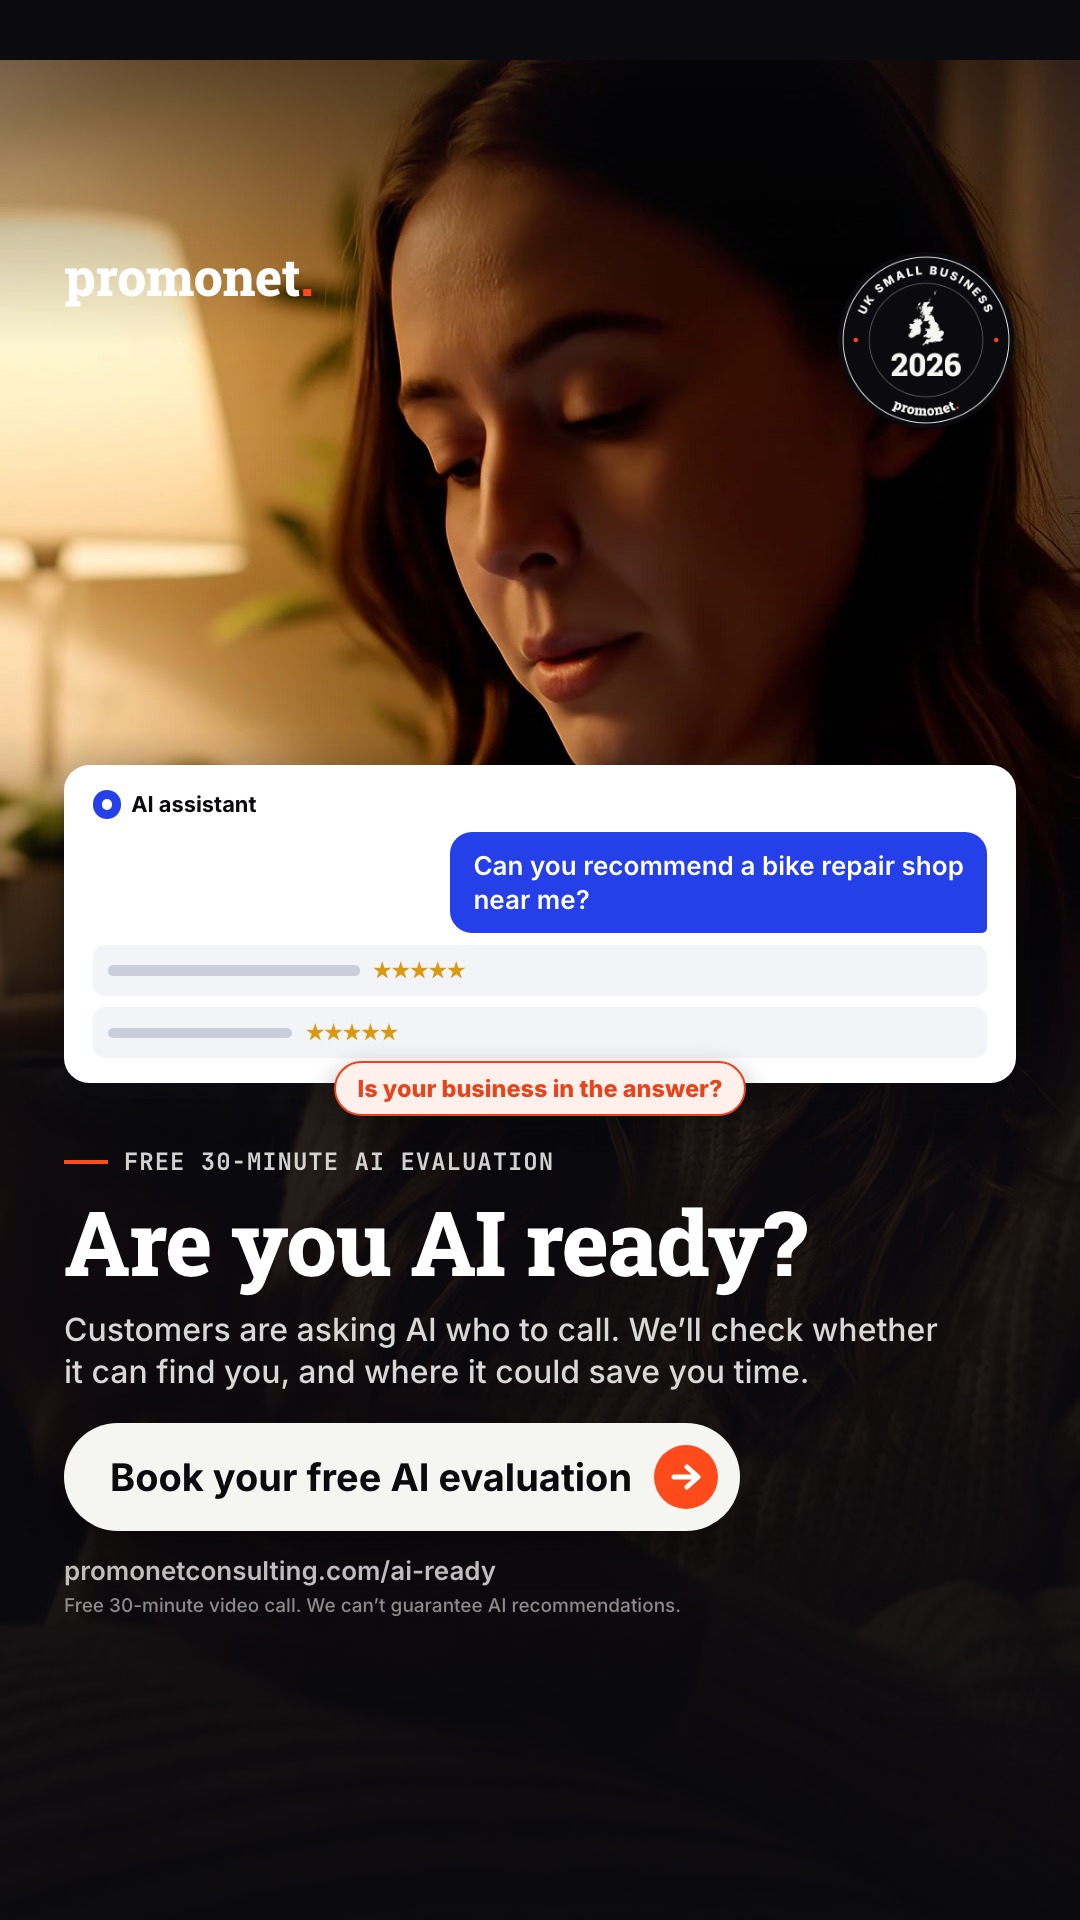 promonet.
UK SMALL BUSINESS
2026
promonet.
AI assistant
Can you recommend a bike repair shop
near me?
★★★★★
★★★★★
Is your business in the answer?
FREE 30-MINUTE AI EVALUATION
Are you AI ready?
Customers are asking AI who to call. We’ll check whether
it can find you, and where it could save you time.
Book your free AI evaluation
promonetconsulting.com/ai-ready
Free 30-minute video call. We can’t guarantee AI recommendations.